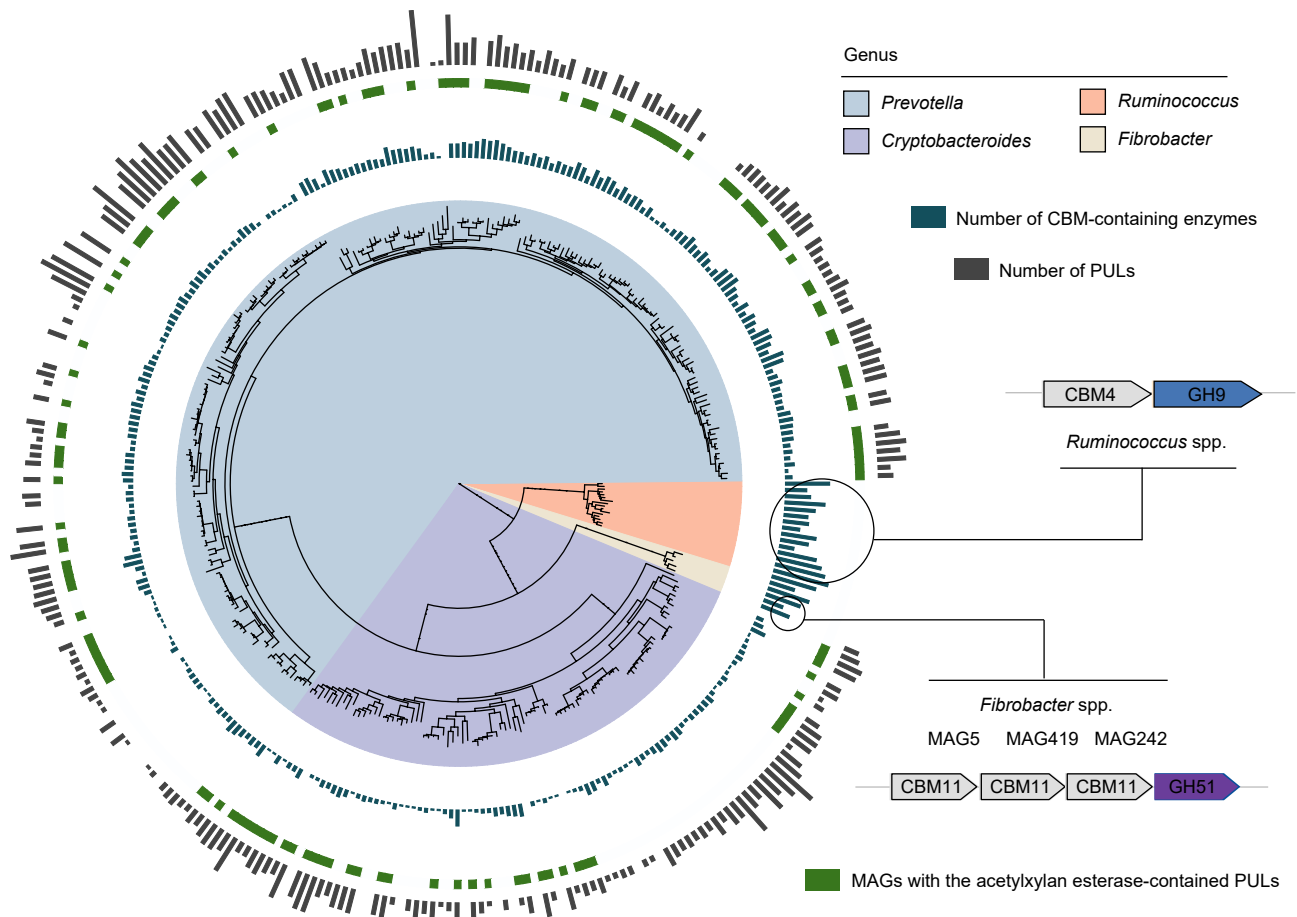 Genus
Prevotella
Ruminococcus
Cryptobacteroides
Fibrobacter
Number of CBM-containing enzymes
Number of PULs
CBM4
GH9
Ruminococcus spp.
Fibrobacter spp.
MAG5 MAG419 MAG242
CBM11 CBM11 CBM11 GH51
MAGs with the acetylxylan esterase-contained PULs